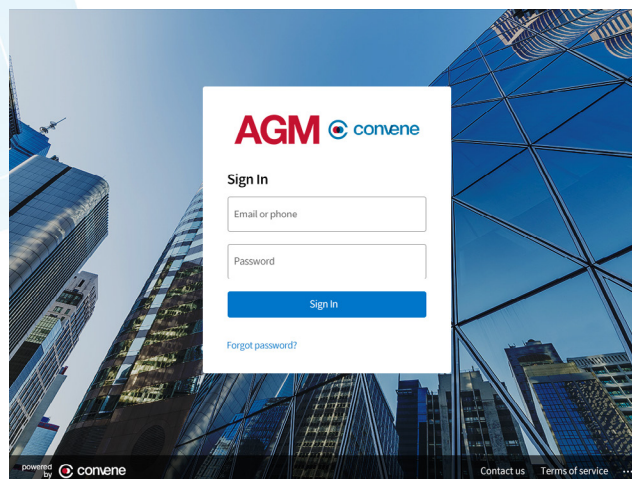 AGM convene
Sign In
Email or phone
Password
Sign In
Forgot password?
powered by convene
Contact us Terms of service ...